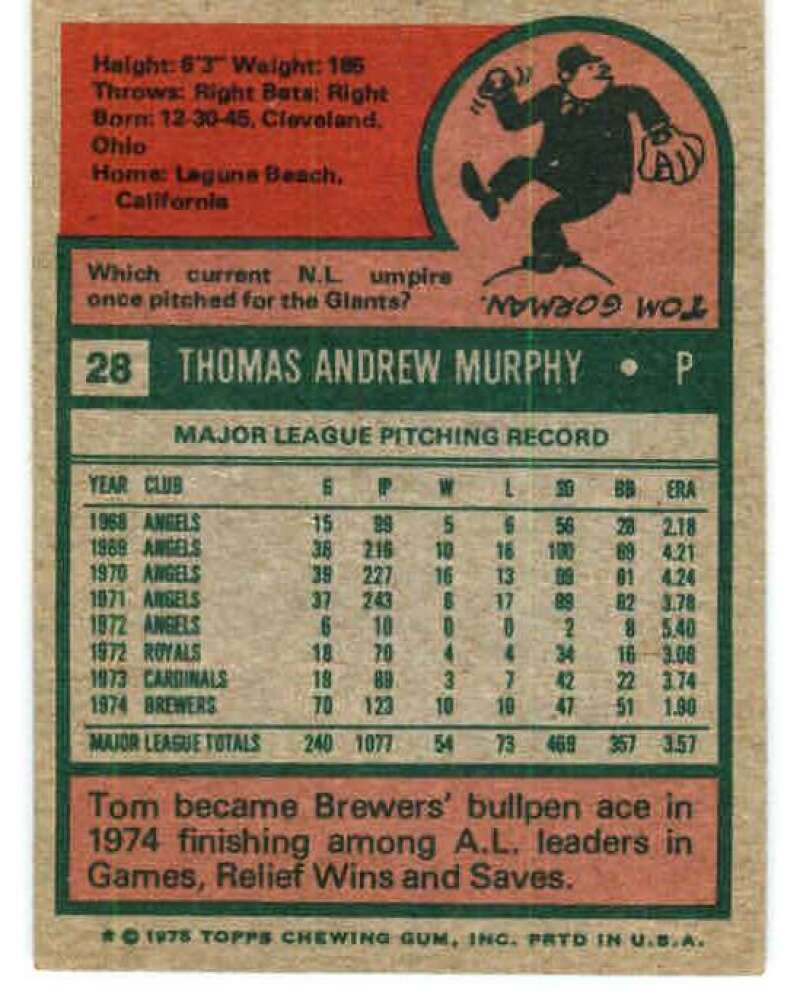 Height: 6'3" Weight: 185
Throws: Right Bats: Right
Born: 12-30-45, Cleveland,
Ohio
Home: Laguna Beach,
California
Which current N.L. umpire
once pitched for the Giants?
TOM GORMAN.
28 THOMAS ANDREW MURPHY • P
MAJOR LEAGUE PITCHING RECORD
YEAR CLUB G IP W L SO BB ERA
1968 ANGELS 15 99 5 6 56 28 2.18
1969 ANGELS 36 216 10 16 100 69 4.21
1970 ANGELS 39 227 16 13 99 81 4.24
1971 ANGELS 37 243 6 17 89 82 3.78
1972 ANGELS 6 10 0 0 2 8 5.40
1972 ROYALS 18 70 4 4 34 16 3.06
1973 CARDINALS 19 89 3 7 42 22 3.74
1974 BREWERS 70 123 10 10 47 51 1.90
MAJOR LEAGUE TOTALS 240 1077 54 73 469 357 3.57
Tom became Brewers' bullpen ace in
1974 finishing among A.L. leaders in
Games, Relief Wins and Saves.
* © 1975 TOPPS CHEWING GUM, INC. PRTD IN U.S.A.